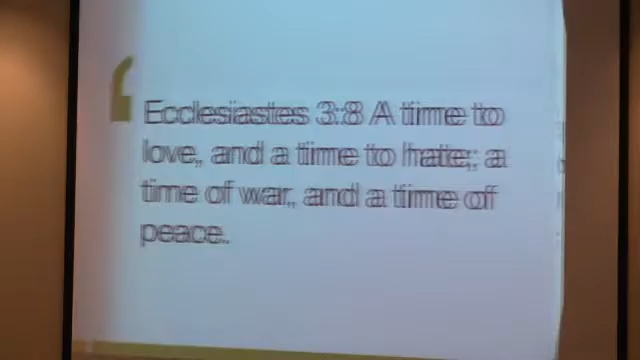 Ecclesiastes 3:8 A time to
love, and a time to hate; a
time of war, and a time of
peace.